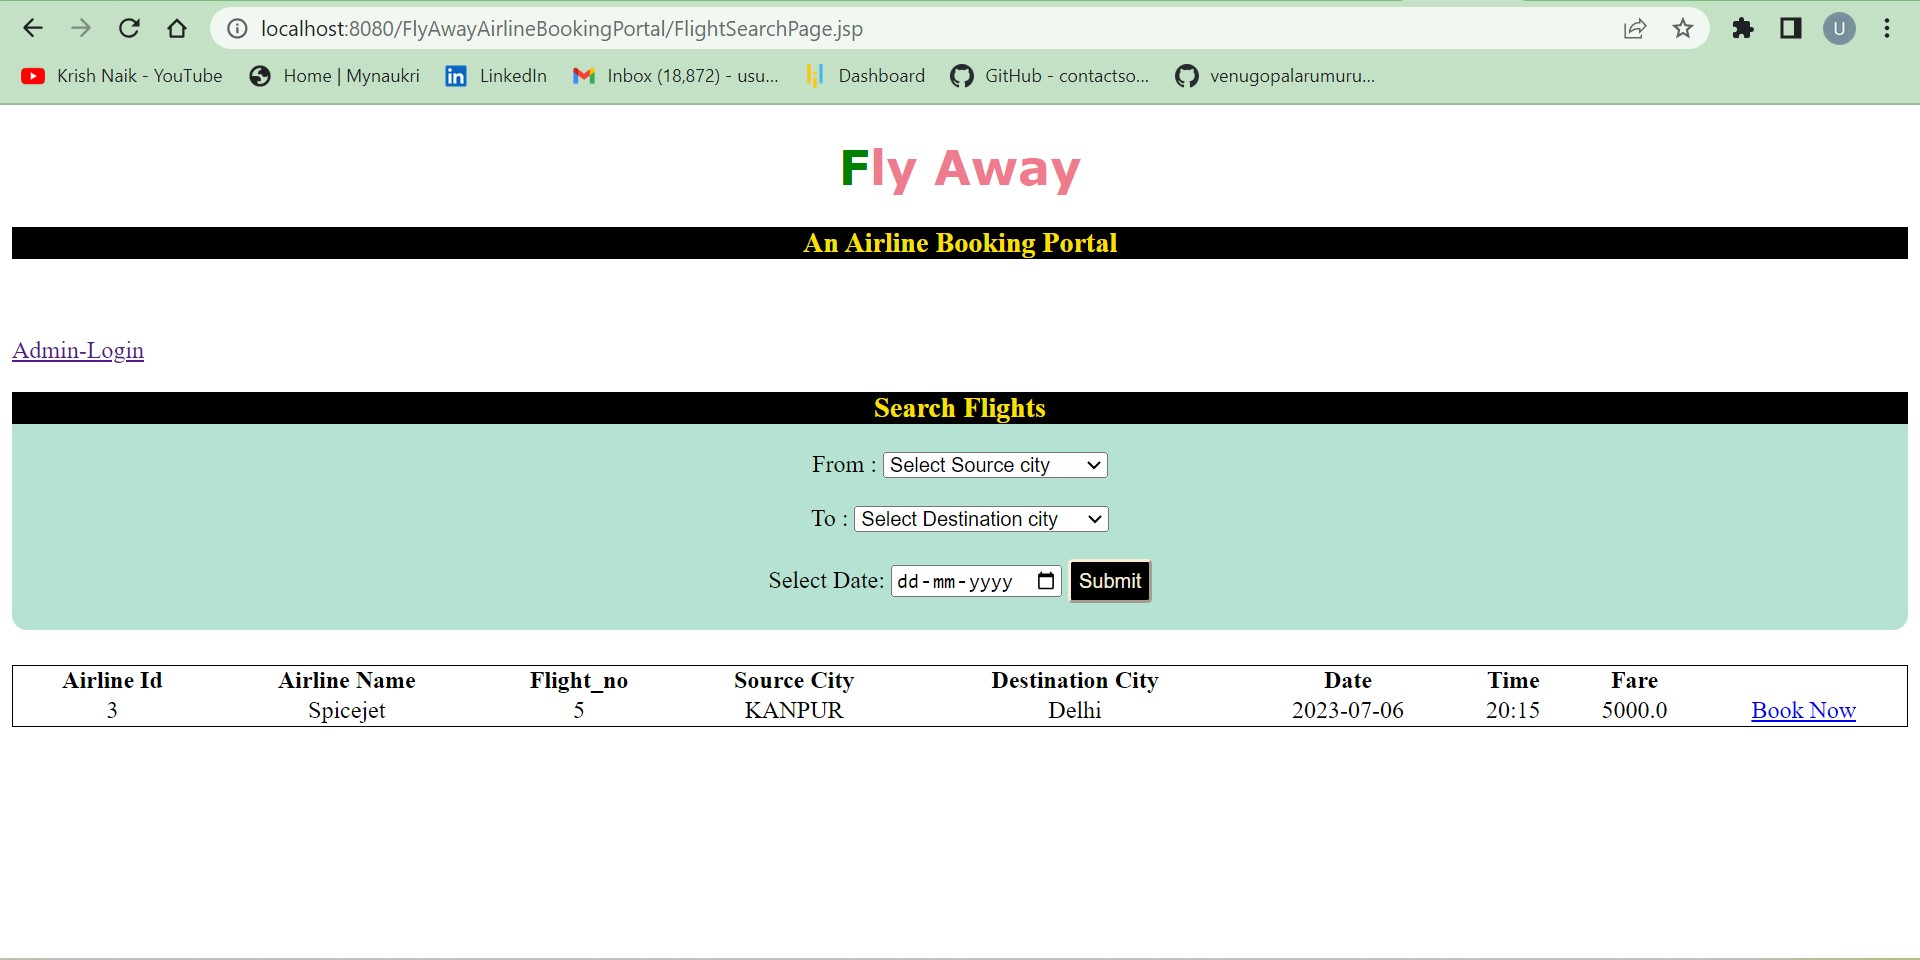 localhost:8080/FlyAwayAirlineBookingPortal/FlightSearchPage.jsp
U
Krish Naik - YouTube Home | Mynaukri LinkedIn Inbox (18,872) - usu... Dashboard GitHub - contactso... venugopalarumuru...
Fly Away
An Airline Booking Portal
Admin-Login
Search Flights
From : Select Source city
To : Select Destination city
Select Date: dd-mm-yyyy Submit
Airline Id Airline Name Flight_no Source City Destination City Date Time Fare
3 Spicejet 5 KANPUR Delhi 2023-07-06 20:15 5000.0 Book Now